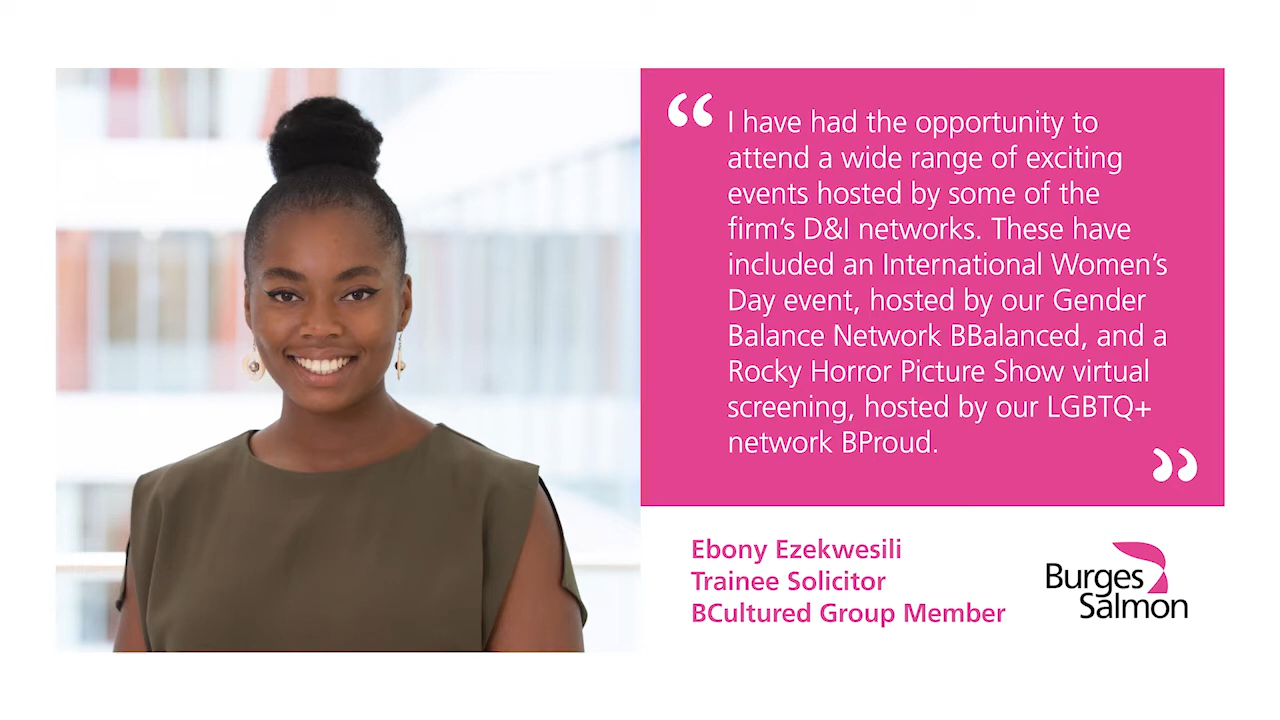 “ I have had the opportunity to
attend a wide range of exciting
events hosted by some of the
firm’s D&I networks. These have
included an International Women’s
Day event, hosted by our Gender
Balance Network BBalanced, and a
Rocky Horror Picture Show virtual
screening, hosted by our LGBTQ+
network BProud. ”
Ebony Ezekwesili
Trainee Solicitor
BCultured Group Member
Burges
Salmon